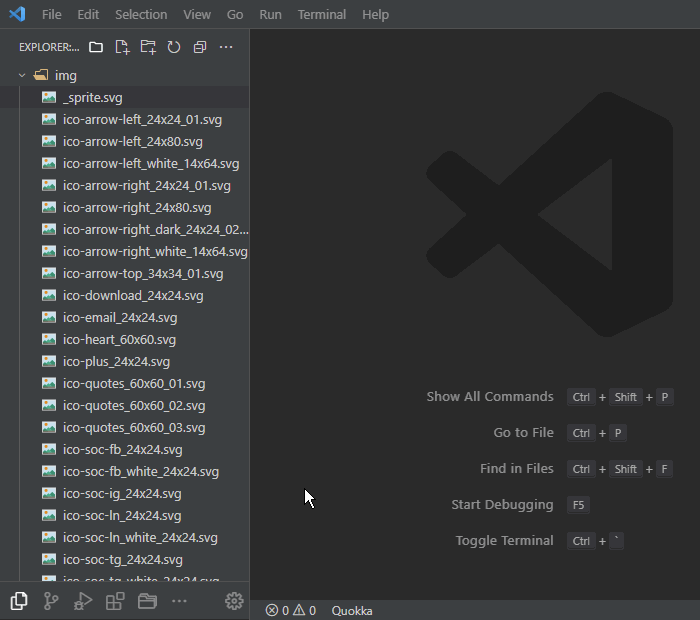 File Edit Selection View Go Run Terminal Help
EXPLORER:...
img
_sprite.svg
ico-arrow-left_24x24_01.svg
ico-arrow-left_24x80.svg
ico-arrow-left_white_14x64.svg
ico-arrow-right_24x24_01.svg
ico-arrow-right_24x80.svg
ico-arrow-right_dark_24x24_02...
ico-arrow-right_white_14x64.svg
ico-arrow-top_34x34_01.svg
ico-download_24x24.svg
ico-email_24x24.svg
ico-heart_60x60.svg
ico-plus_24x24.svg
ico-quotes_60x60_01.svg
ico-quotes_60x60_02.svg
ico-quotes_60x60_03.svg
ico-soc-fb_24x24.svg
ico-soc-fb_white_24x24.svg
ico-soc-ig_24x24.svg
ico-soc-ln_24x24.svg
ico-soc-ln_white_24x24.svg
ico-soc-tg_24x24.svg
ico-soc-tg_white_24x24.svg
Show All Commands Ctrl + Shift + P
Go to File Ctrl + P
Find in Files Ctrl + Shift + F
Start Debugging F5
Toggle Terminal Ctrl + `
0 0 Quokka